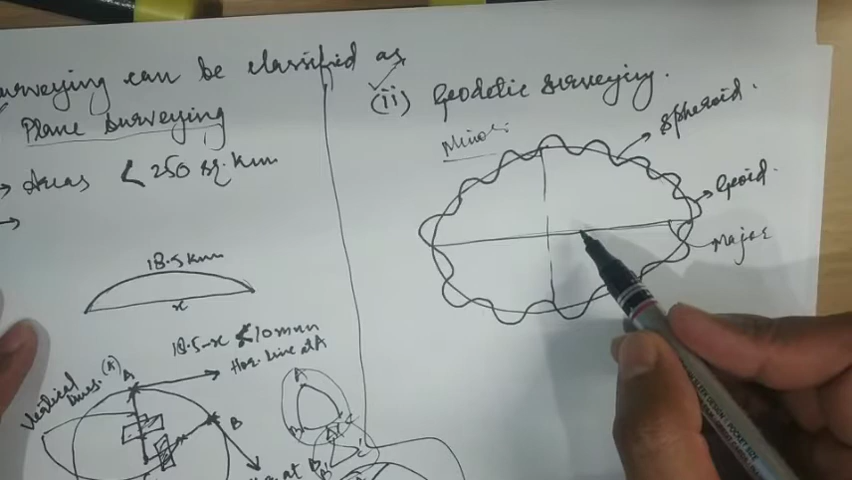 surveying can be classified as
Plane Surveying
→ Areas < 250 sq. km
→
18.5 km
x
18.5 - x < 10 mm
Hor. line at A
Vertical
lines.
(A)
A
B
A
B
C
(ii) Geodetic Surveying.
Minor
Spheroid.
Geoid.
Major